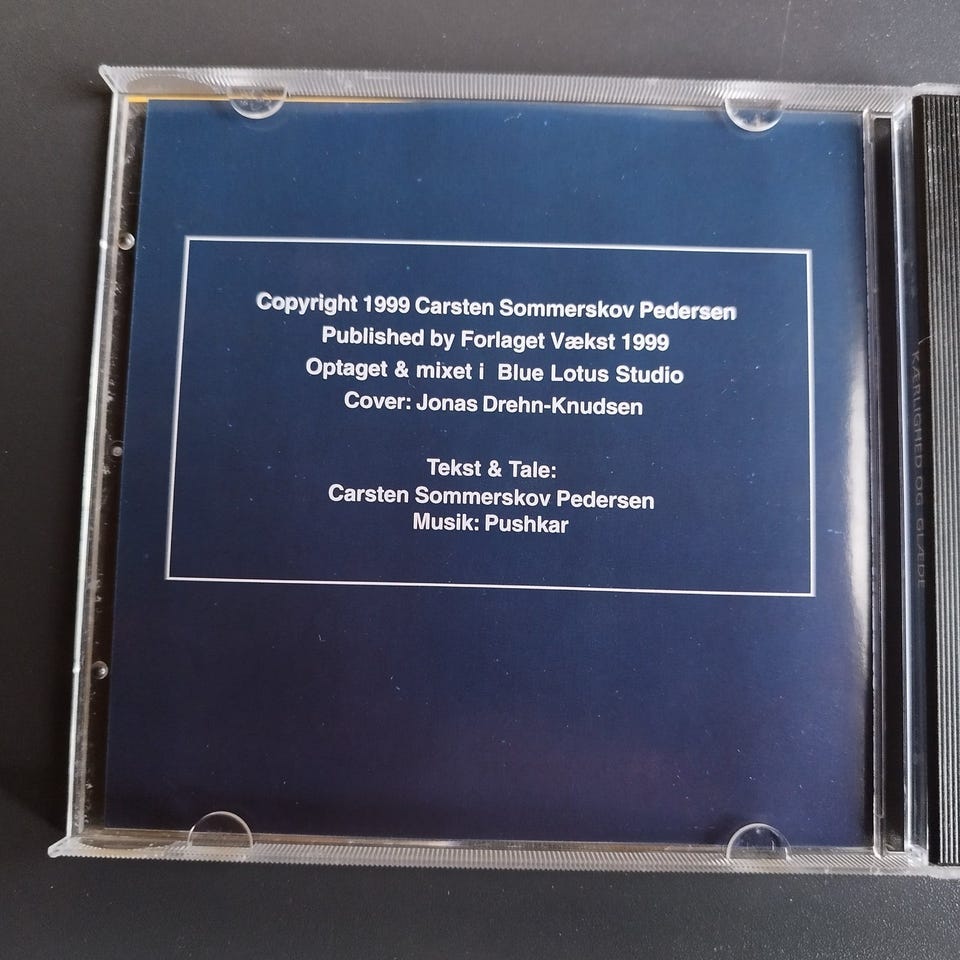 Copyright 1999 Carsten Sommerskov Pedersen
Published by Forlaget Vækst 1999
Optaget & mixet i Blue Lotus Studio
Cover: Jonas Drehn-Knudsen
Tekst & Tale:
Carsten Sommerskov Pedersen
Musik: Pushkar
KÆRLIGHED OG GLÆDE